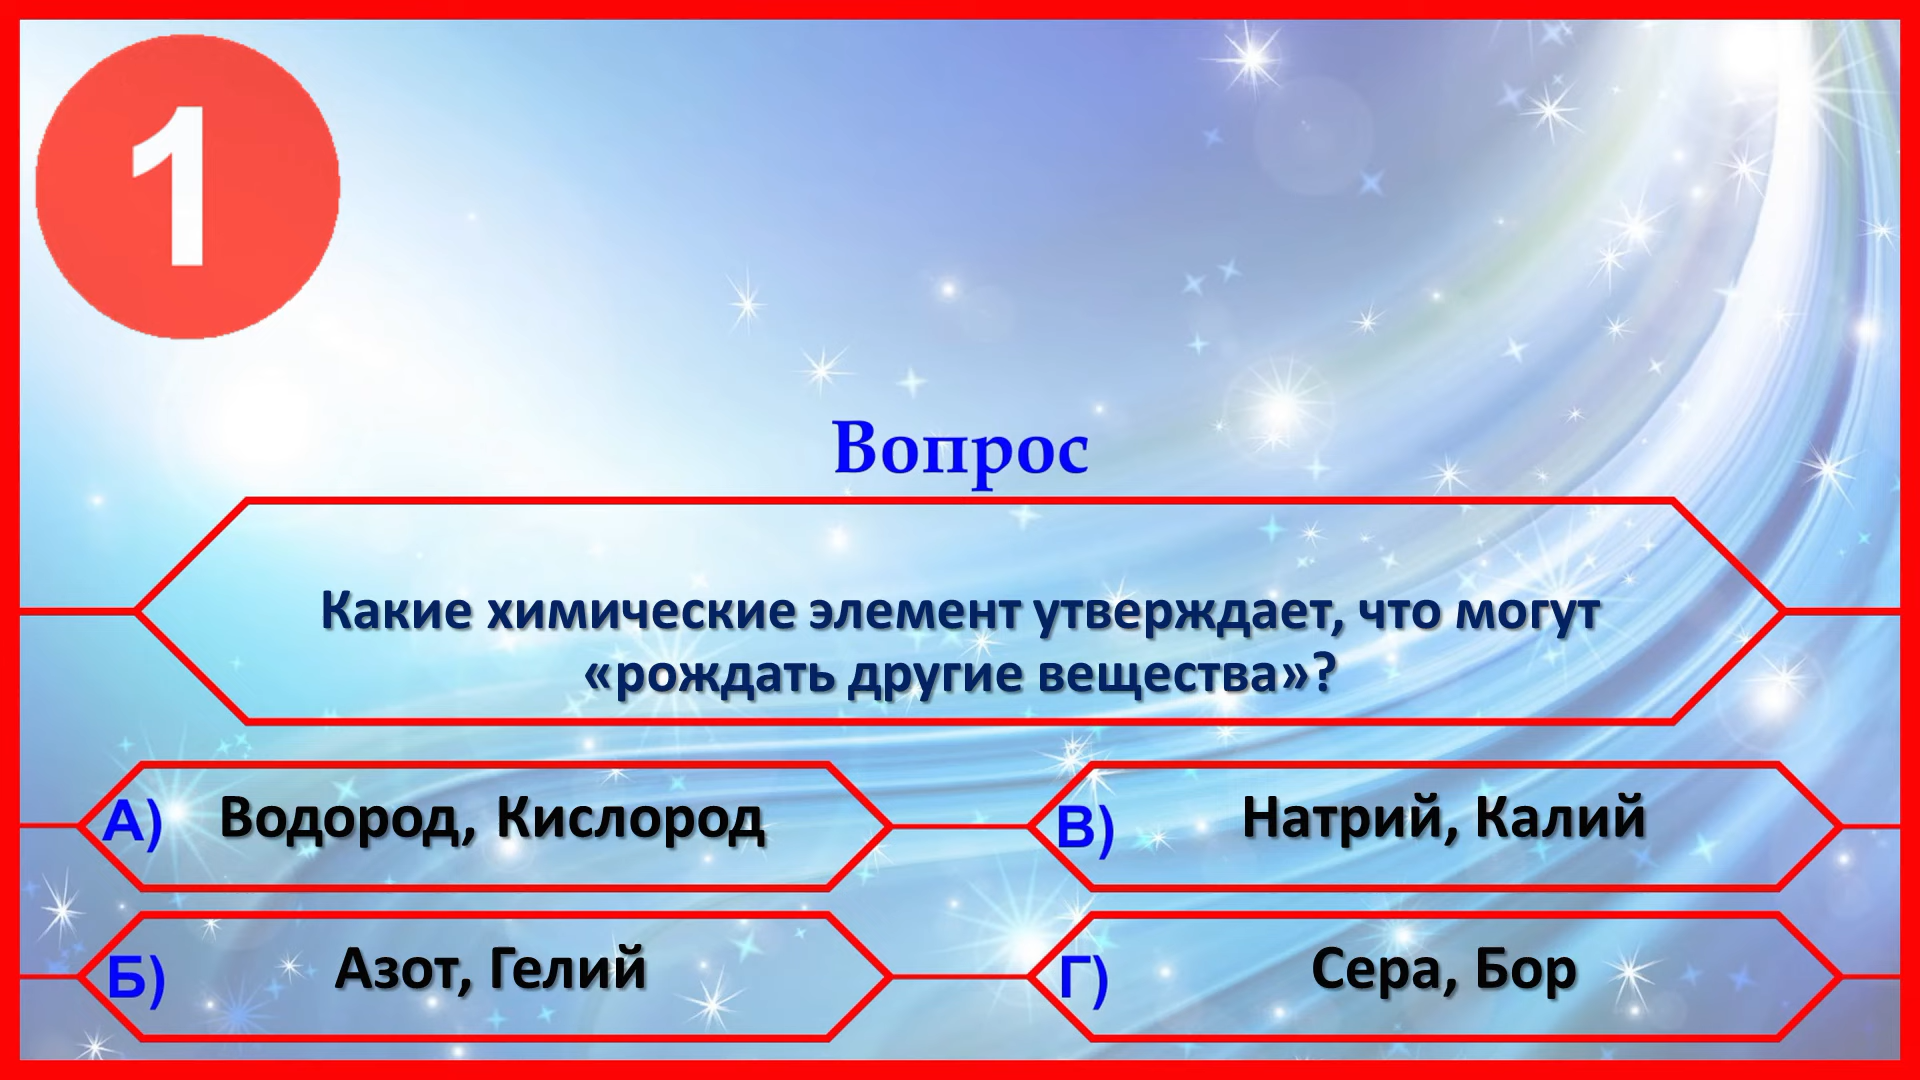 1
Вопрос
Какие химические элемент утверждает, что могут
«рождать другие вещества»?
А) Водород, Кислород
В) Натрий, Калий
Б) Азот, Гелий
Г) Сера, Бор